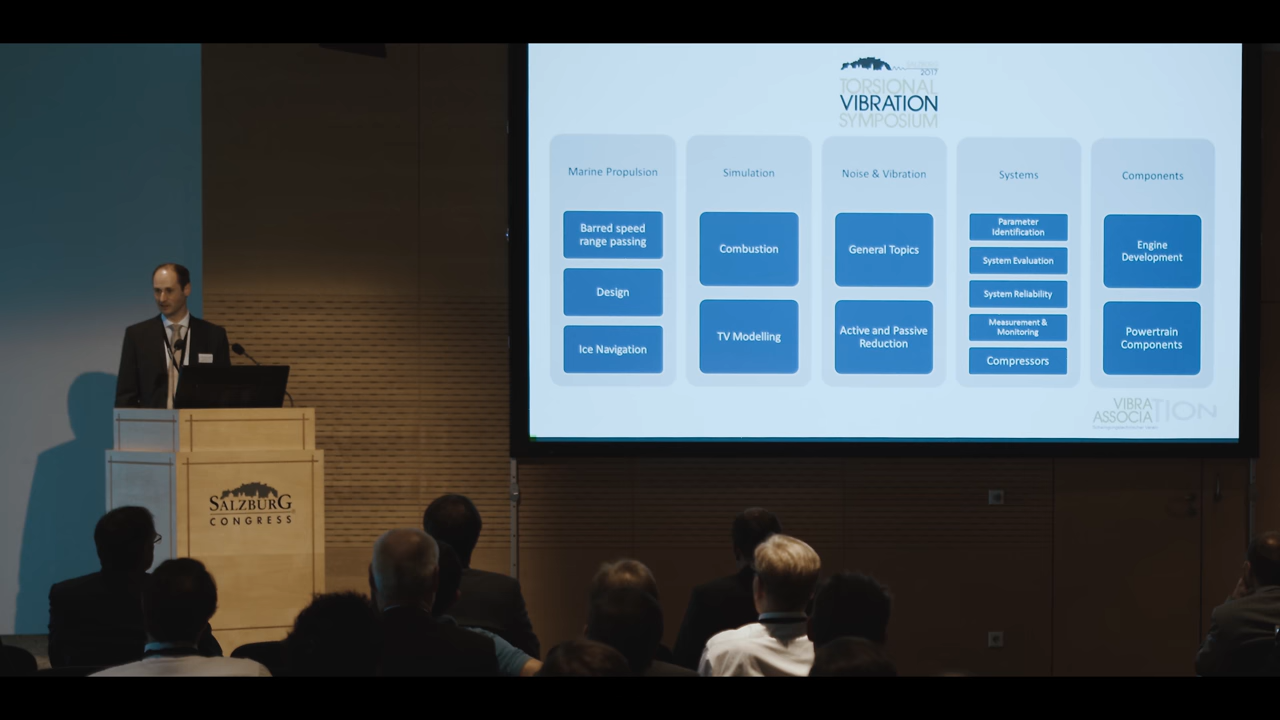 2017
TORSIONAL
VIBRATION
SYMPOSIUM
Marine Propulsion
Barred speed
range passing
Design
Ice Navigation
Simulation
Combustion
TV Modelling
Noise & Vibration
General Topics
Active and Passive
Reduction
Systems
Parameter
Identification
System Evaluation
System Reliability
Measurement &
Monitoring
Compressors
Components
Engine
Development
Powertrain
Components
VIBRA
ASSOCIATION
SALZBURG
CONGRESS